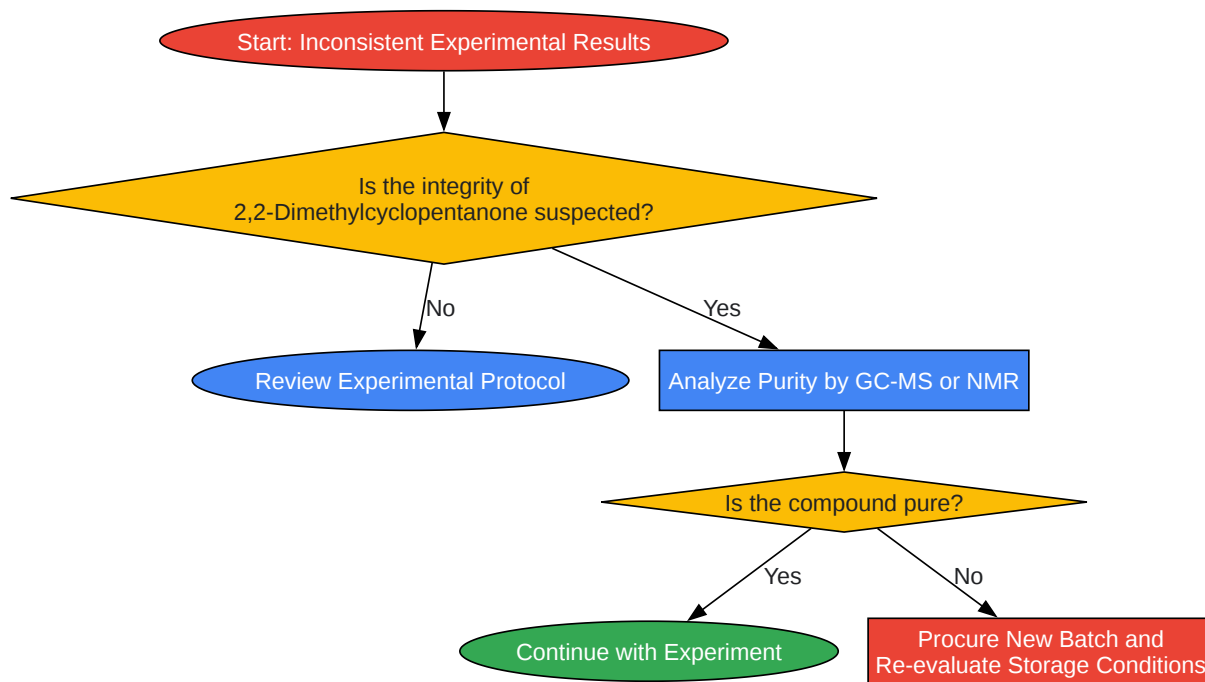 Start: Inconsistent Experimental Results
Is the integrity of
2,2-Dimethylcyclopentanone suspected?
No
Yes
Review Experimental Protocol
Analyze Purity by GC-MS or NMR
Is the compound pure?
Yes
No
Continue with Experiment
Procure New Batch and
Re-evaluate Storage Conditions